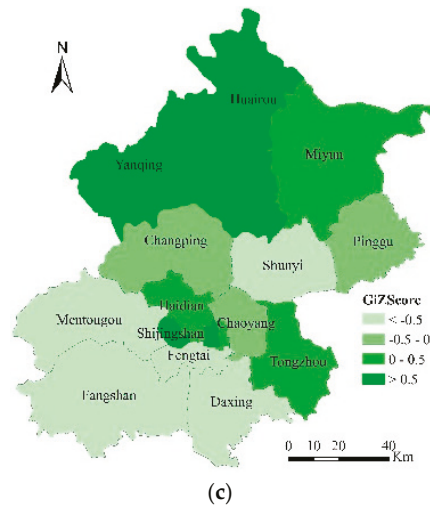 N
Huairou
Miyun
Yanqing
Changping
Pinggu
Shunyi
Haidian
Mentougou
Chaoyang
Shijingshan
Fengtai
Tongzhou
Fangshan
Daxing
GiZScore
< -0.5
-0.5 - 0
0 - 0.5
> 0.5
0 10 20 40
Km
(c)